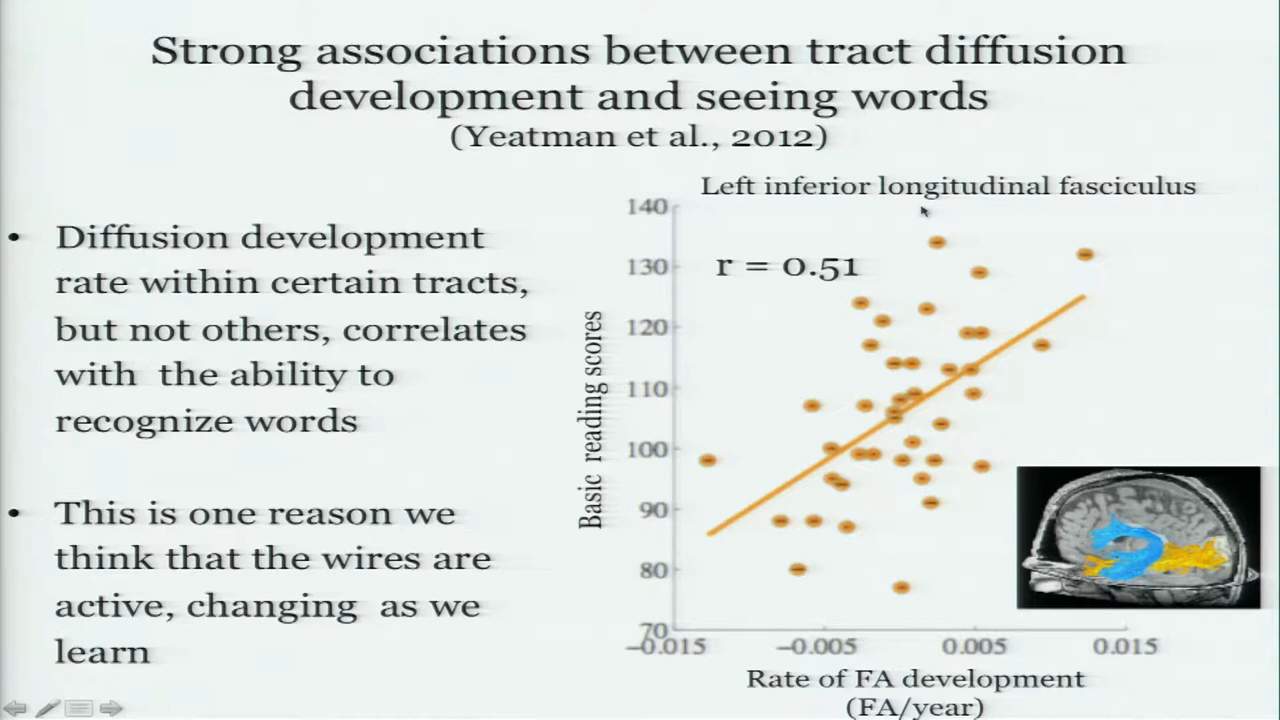 Strong associations between tract diffusion
development and seeing words
(Yeatman et al., 2012)
• Diffusion development
rate within certain tracts,
but not others, correlates
with the ability to
recognize words
• This is one reason we
think that the wires are
active, changing as we
learn
Left inferior longitudinal fasciculus
r = 0.51
Basic reading scores
140
130
120
110
100
90
80
70
-0.015
-0.005
0.005
0.015
Rate of FA development
(FA/year)